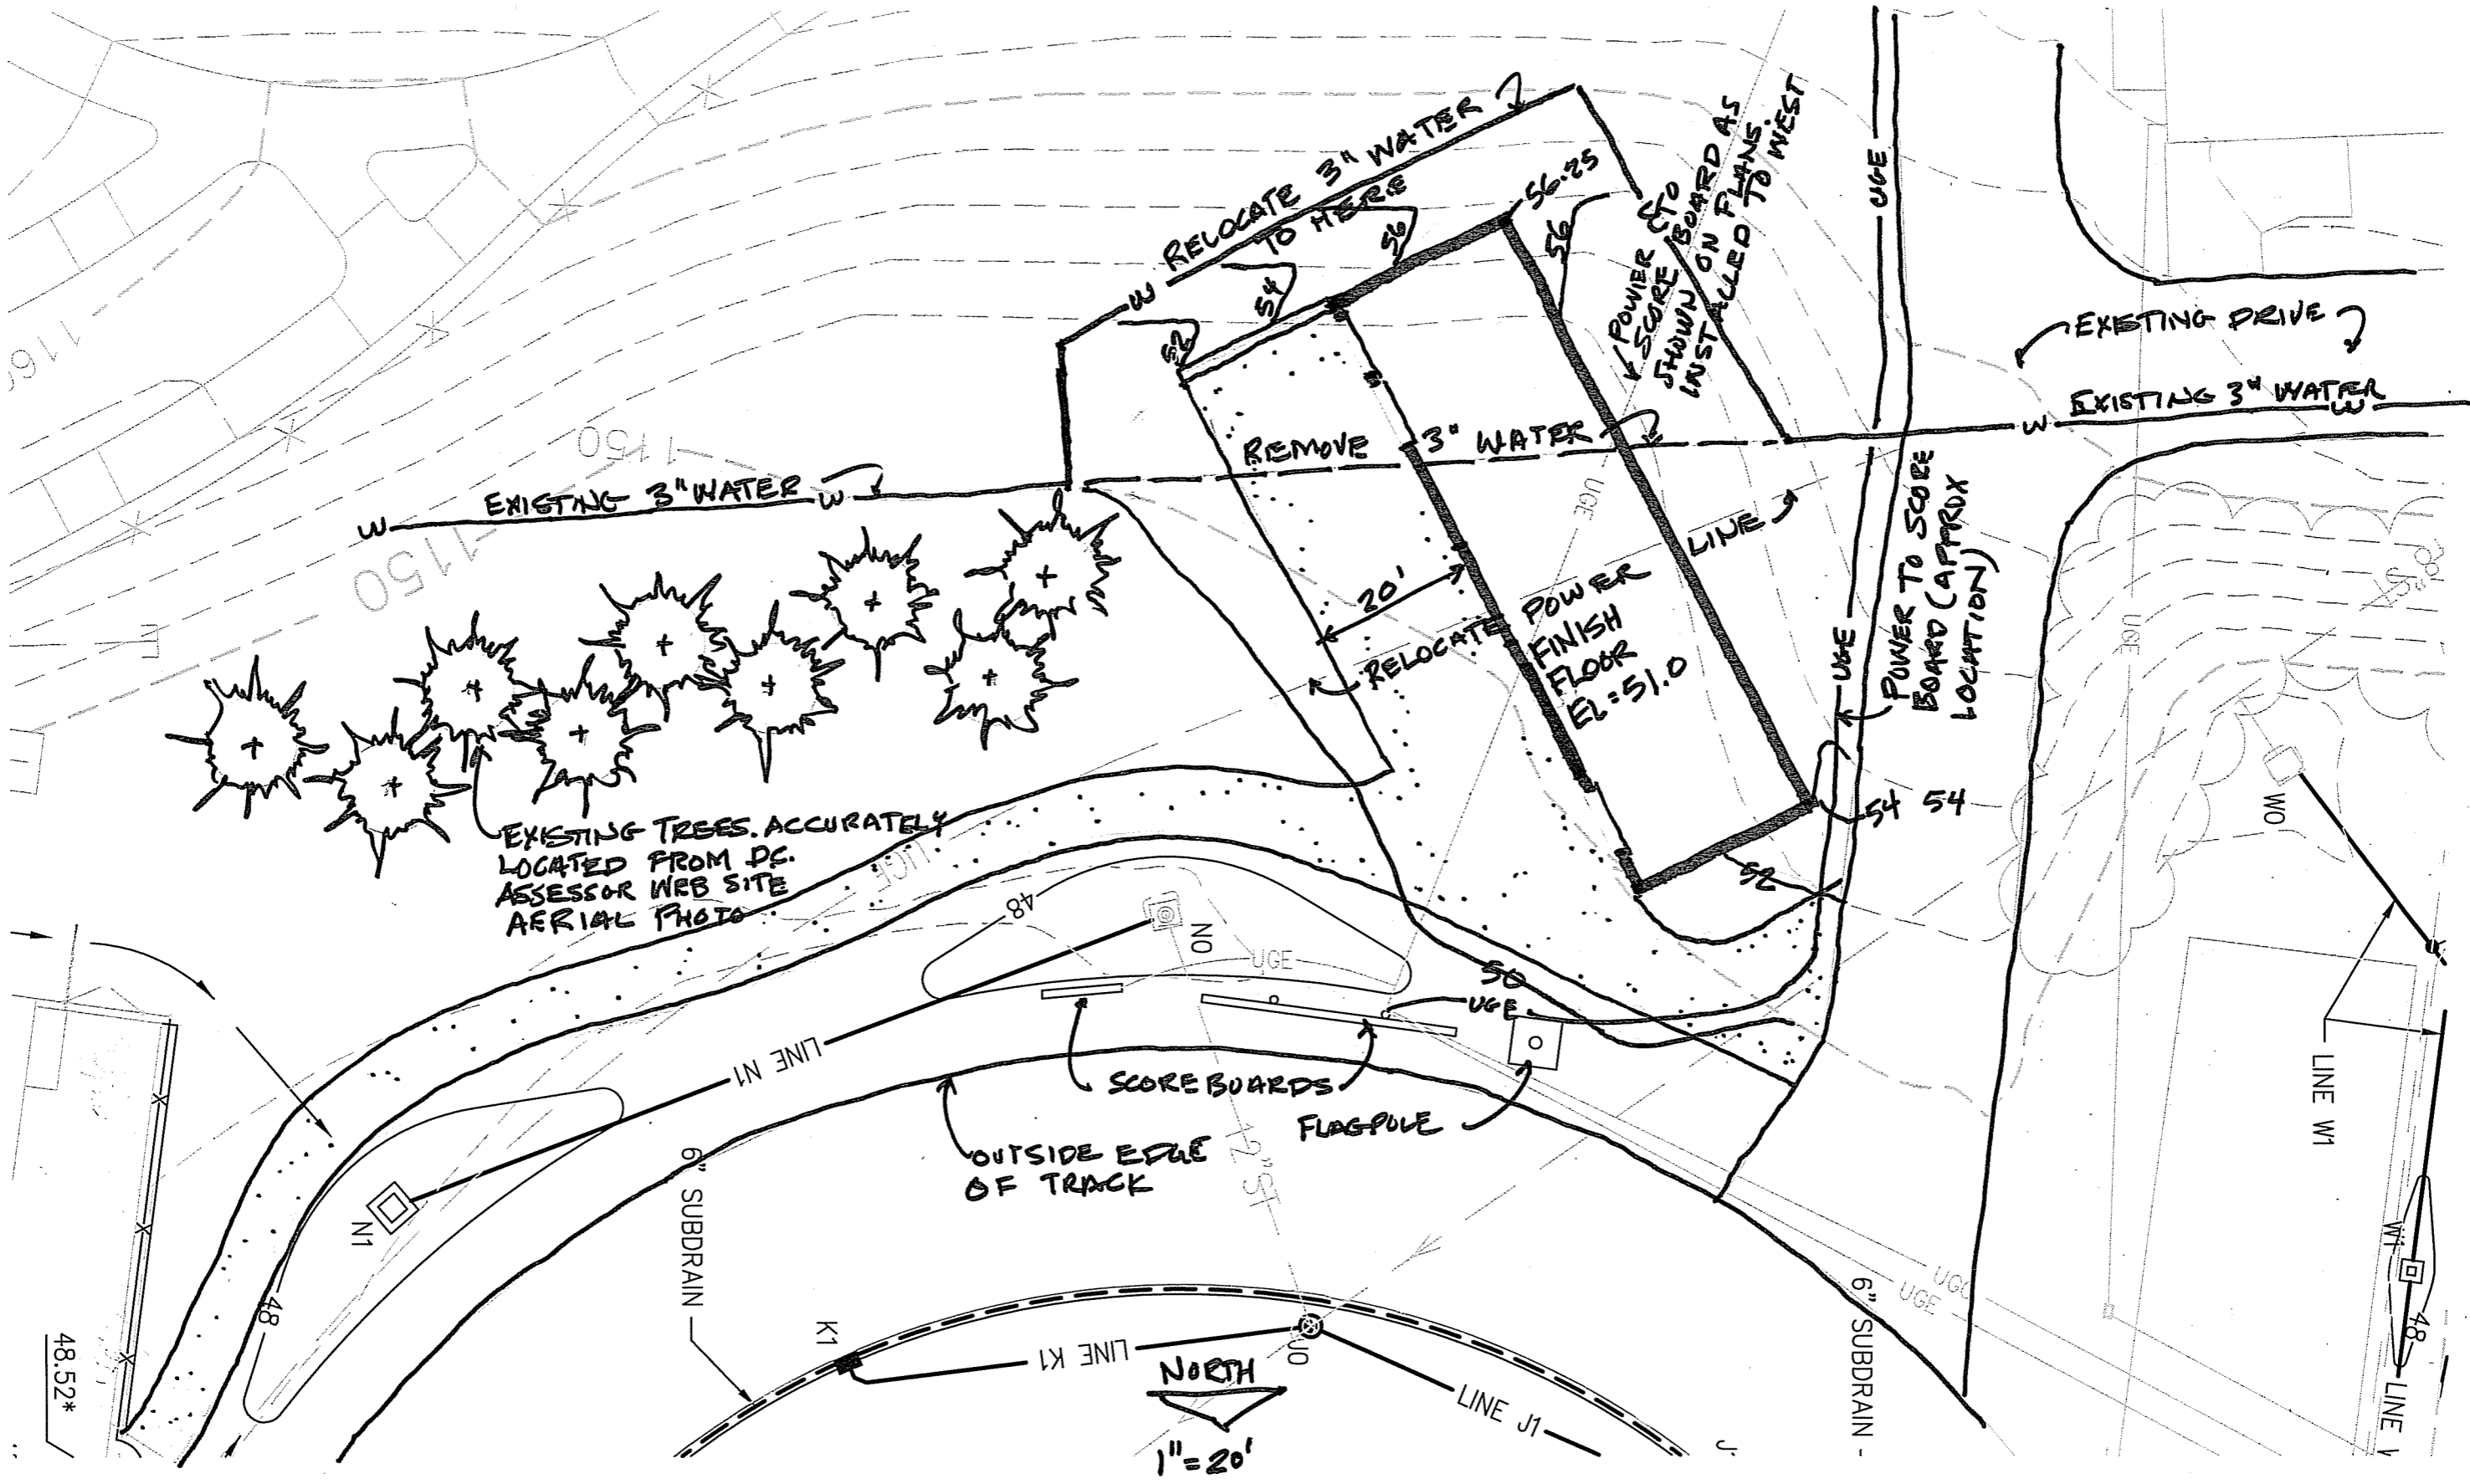 RELOCATE 3" WATER
TO HERE
56.25
56
56
54
52
POWER TO
SCORE BOARD AS
SHOWN ON PLANS.
INSTALLED TO WEST
UGE
EXISTING DRIVE
EXISTING 3" WATER
W
W
W
REMOVE 3" WATER
EXISTING 3" WATER
W
W
1150
1150
UGE
UGE
20'
RELOCATE POWER LINE
FINISH
FLOOR
EL=51.0
UGE
POWER TO SCORE
BOARD (APPROX
LOCATION)
54 54
52
W0
LINE W1
EXISTING TREES. ACCURATELY
LOCATED FROM DC.
ASSESSOR WEB SITE
AERIAL PHOTO
UGE
48
N0
UGE
50
UGE
LINE N1
SCOREBOARDS
FLAGPOLE
OUTSIDE EDGE
OF TRACK
12"ST
N1
6" SUBDRAIN
48
48.52*
K1
LINE K1
J0
LINE J1
NORTH
1"=20'
6" SUBDRAIN
UGE
W1
48
LINE